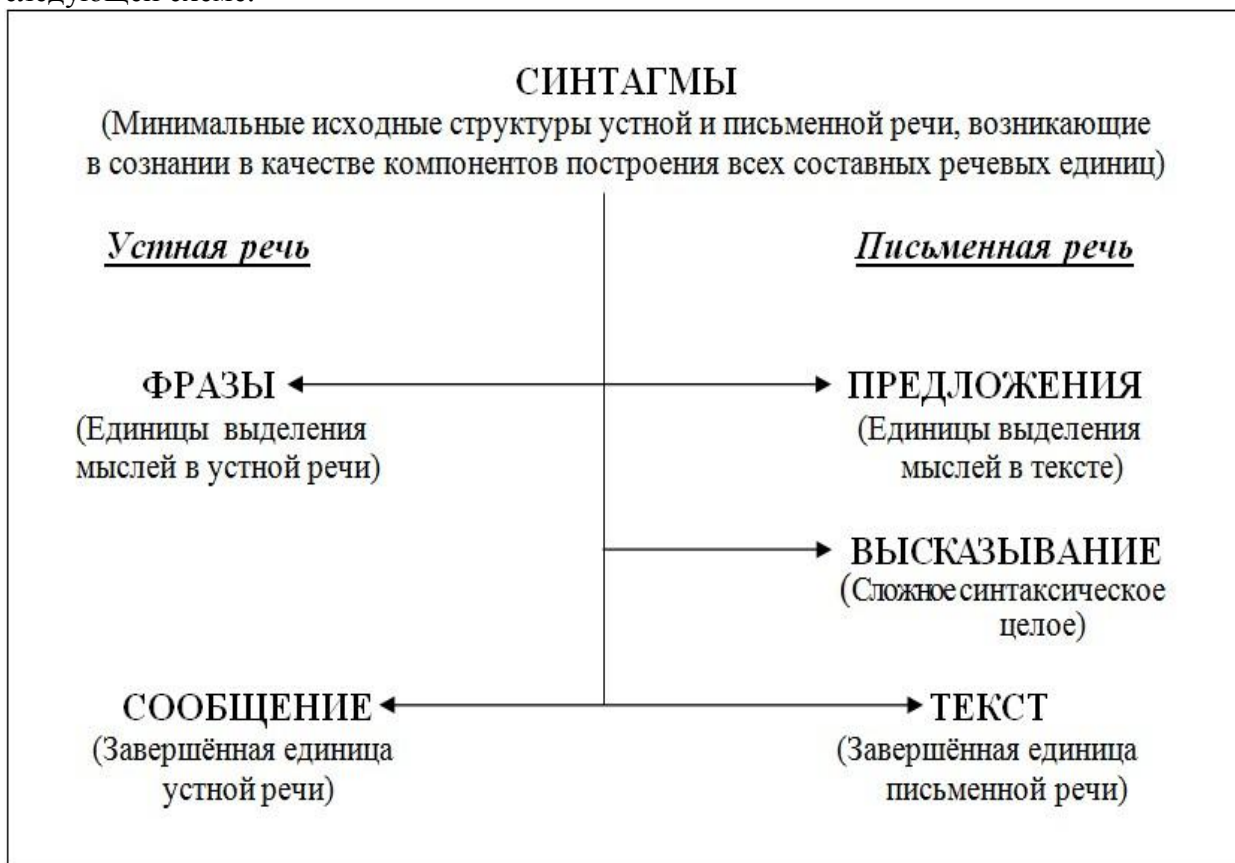 следующей схеме:
СИНТАГМЫ
(Минимальные исходные структуры устной и письменной речи, возникающие
в сознании в качестве компонентов построения всех составных речевых единиц)
Устная речь
Письменная речь
ФРАЗЫ
(Единицы выделения
мыслей в устной речи)
ПРЕДЛОЖЕНИЯ
(Единицы выделения
мыслей в тексте)
ВЫСКАЗЫВАНИЕ
(Сложное синтаксическое
целое)
СООБЩЕНИЕ
(Завершённая единица
устной речи)
ТЕКСТ
(Завершённая единица
письменной речи)